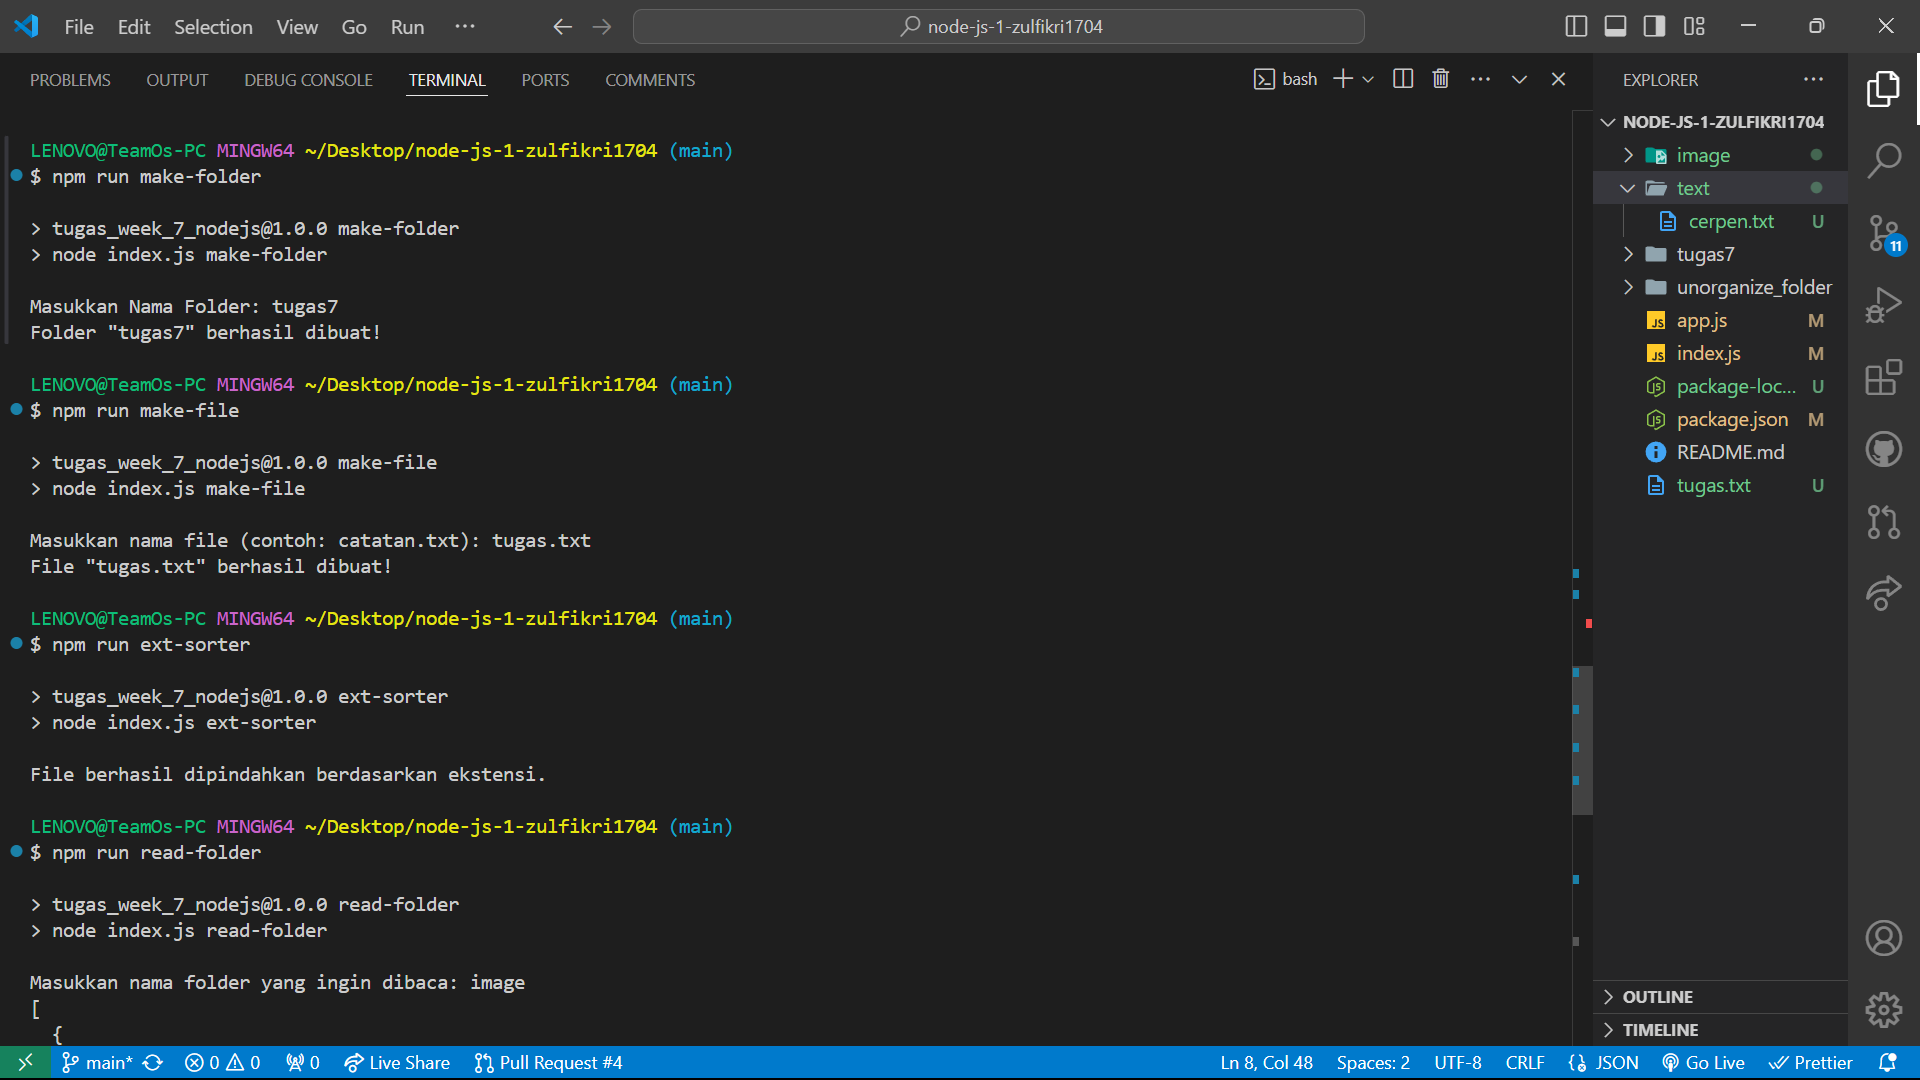 File Edit Selection View Go Run ··· node-js-1-zulfikri1704
PROBLEMS OUTPUT DEBUG CONSOLE TERMINAL PORTS COMMENTS bash
LENOVO@TeamOs-PC MINGW64 ~/Desktop/node-js-1-zulfikri1704 (main)
$ npm run make-folder
> tugas_week_7_nodejs@1.0.0 make-folder
> node index.js make-folder
Masukkan Nama Folder: tugas7
Folder "tugas7" berhasil dibuat!
LENOVO@TeamOs-PC MINGW64 ~/Desktop/node-js-1-zulfikri1704 (main)
$ npm run make-file
> tugas_week_7_nodejs@1.0.0 make-file
> node index.js make-file
Masukkan nama file (contoh: catatan.txt): tugas.txt
File "tugas.txt" berhasil dibuat!
LENOVO@TeamOs-PC MINGW64 ~/Desktop/node-js-1-zulfikri1704 (main)
$ npm run ext-sorter
> tugas_week_7_nodejs@1.0.0 ext-sorter
> node index.js ext-sorter
File berhasil dipindahkan berdasarkan ekstensi.
LENOVO@TeamOs-PC MINGW64 ~/Desktop/node-js-1-zulfikri1704 (main)
$ npm run read-folder
> tugas_week_7_nodejs@1.0.0 read-folder
> node index.js read-folder
Masukkan nama folder yang ingin dibaca: image
[
{
EXPLORER ···
NODE-JS-1-ZULFIKRI1704
image
text
cerpen.txt U
tugas7
unorganize_folder
JS app.js M
JS index.js M
package-loc... U
package.json M
README.md
tugas.txt U
OUTLINE
TIMELINE
11
main* 0 0 0 Live Share Pull Request #4 Ln 8, Col 48 Spaces: 2 UTF-8 CRLF JSON Go Live Prettier